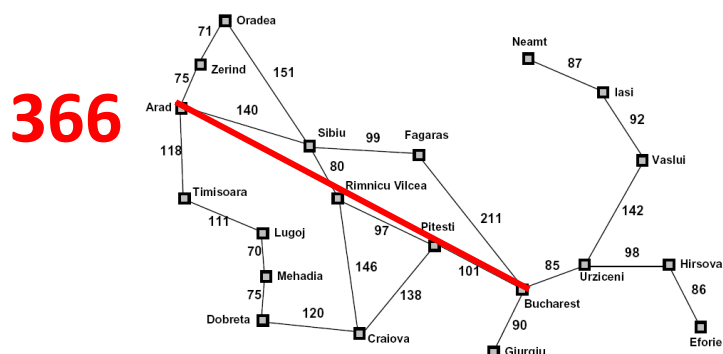 Oradea
71
Neamt
87
Zerind
151
75
Iasi
366
Arad
140
92
Sibiu
99
Fagaras
118
80
Vaslui
Timisoara
Rimnicu Vilcea
111
211
142
Lugoj
97
Pitesti
70
98
Hirsova
146
101
85
Mehadia
Urziceni
86
75
138
Bucharest
120
Dobreta
90
Craiova
Eforie
Giurgiu